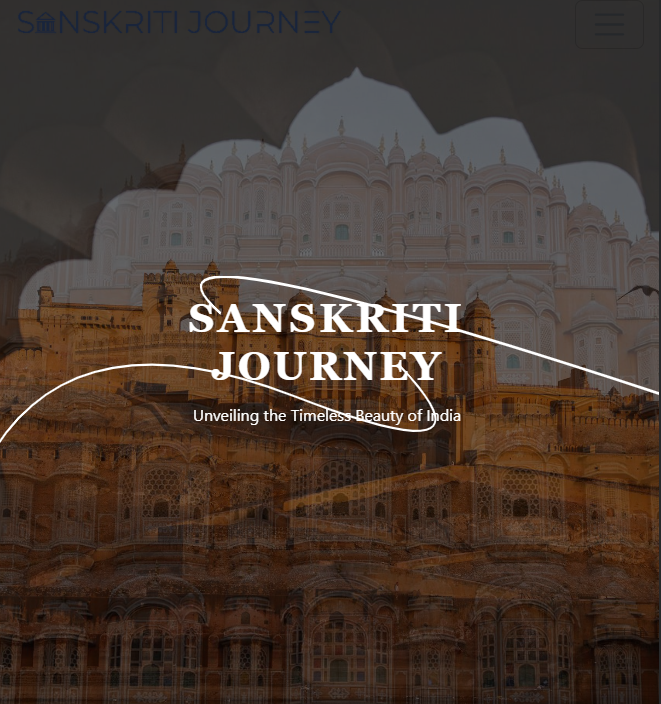 SANSKRITI JOURNEY
SANSKRITI
JOURNEY
Unveiling the Timeless Beauty of India